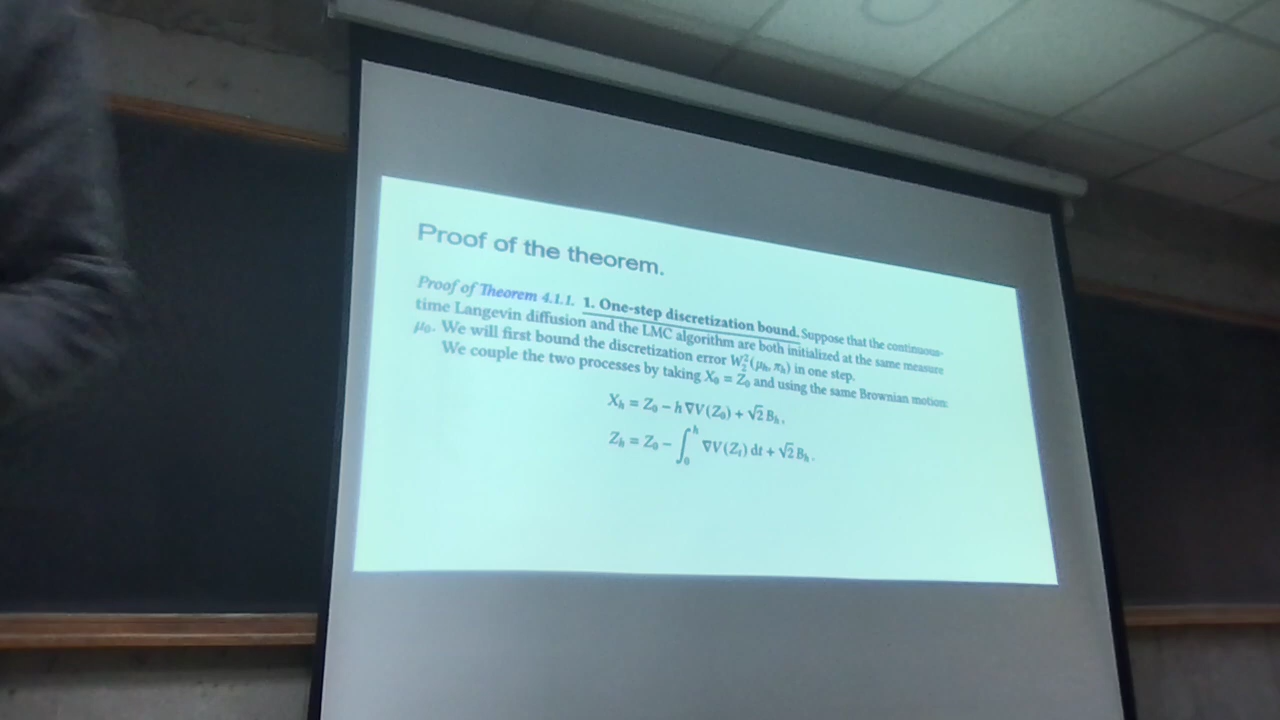 Proof of the theorem.
Proof of Theorem 4.1.1. 1. One-step discretization bound. Suppose that the continuous-
time Langevin diffusion and the LMC algorithm are both initialized at the same measure
μ₀. We will first bound the discretization error W₂²(μₕ, πₕ) in one step.
We couple the two processes by taking X₀ = Z₀ and using the same Brownian motion:
Xₕ = Z₀ − h ∇V(Z₀) + √2 Bₕ,
Zₕ = Z₀ − ∫₀ʰ ∇V(Zₜ) dt + √2 Bₕ.